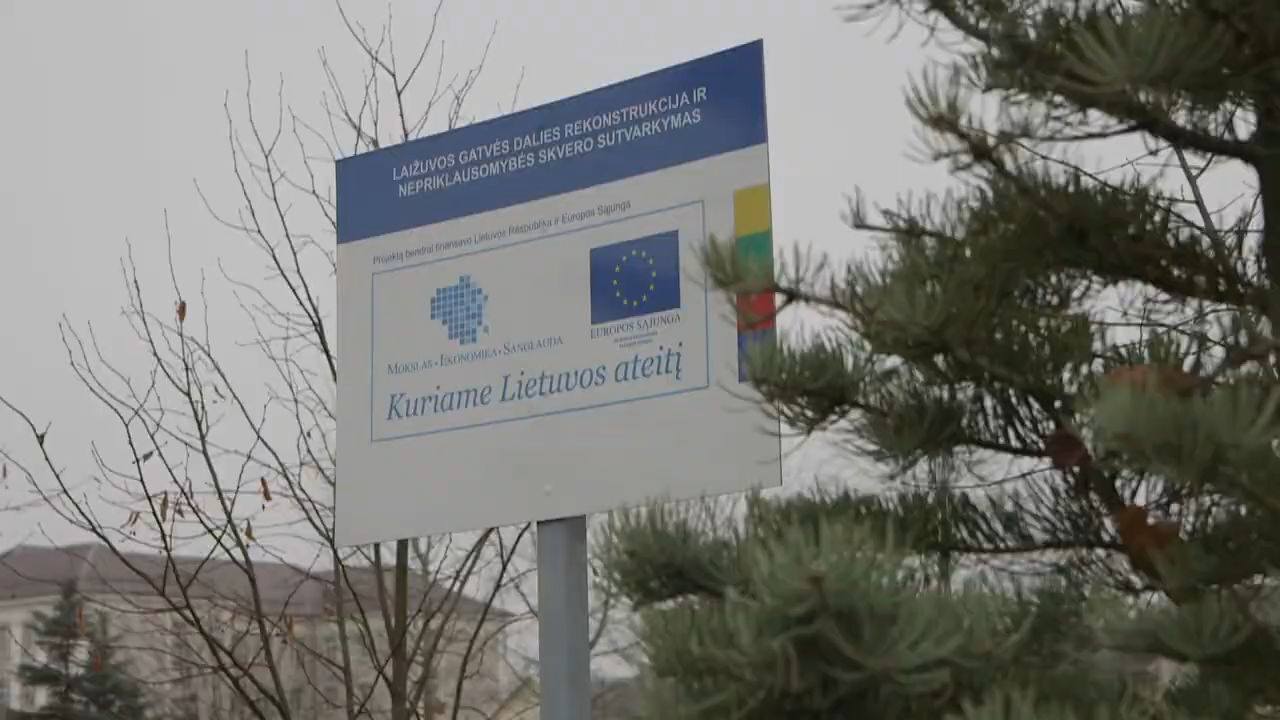 LAIŽUVOS GATVĖS DALIES REKONSTRUKCIJA IR
NEPRIKLAUSOMYBĖS SKVERO SUTVARKYMAS
Projektą bendrai finansavo Lietuvos Respublika ir Europos Sąjunga
MOKSLAS • EKONOMIKA • SANGLAUDA
EUROPOS SĄJUNGA
Kuriame Lietuvos ateitį